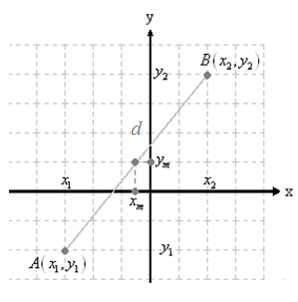 y
B(x₂, y₂)
y₂
d
yₘ
x₁
x₂
x
xₘ
A(x₁, y₁)
y₁